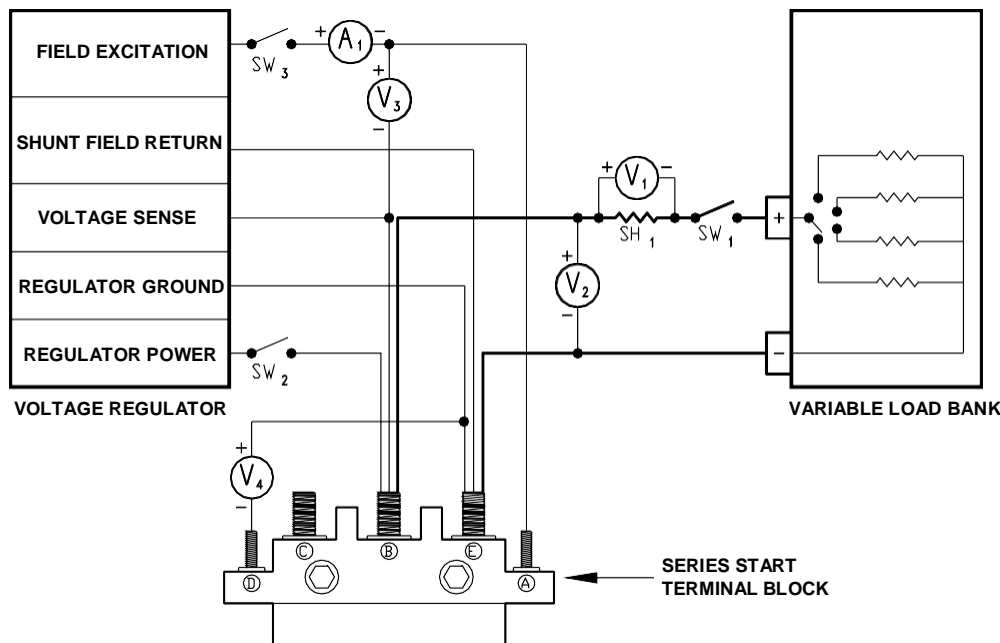 FIELD EXCITATION
SHUNT FIELD RETURN
VOLTAGE SENSE
REGULATOR GROUND
REGULATOR POWER
VOLTAGE REGULATOR
SW3
+ A1 −
+
V3
−
+ V1 −
SH1
SW1
+
V2
−
+
−
VARIABLE LOAD BANK
SW2
+
V4
−
D
C
B
E
A
SERIES START
TERMINAL BLOCK